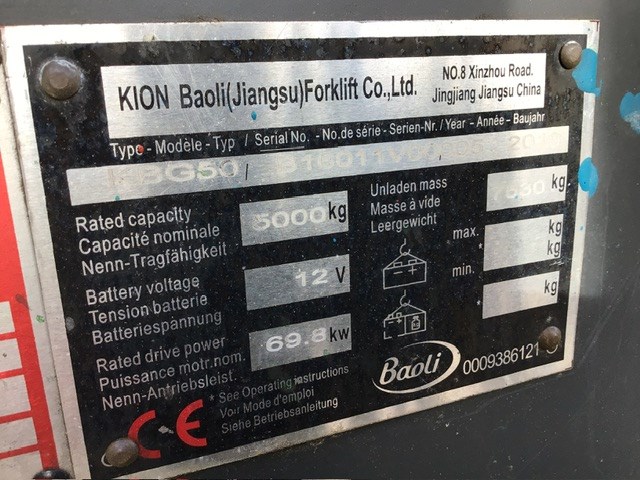 KION Baoli(Jiangsu)Forklift Co.,Ltd.
NO.8 Xinzhou Road.
Jingjiang Jiangsu China
Type - Modèle - Typ / Serial No. - No. de série - Serien-Nr. / Year - Année - Baujahr
Rated capaclty
Capacité nominale
Nenn-Tragfähigkeit
5000 kg
Battery voltage
Tension batterie
Batteriespannung
12 V
Rated drive power
Puissance motr.nom.
Nenn-Antriebsleist.
69.8 kw
Unladen mass
Masse à vide
Leergewicht
kg
max.
kg
* kg
min.
* kg
CE
* See Operating instructions
Voir Mode d'emploi
Siehe Betriebsanleitung
Baoli
0009386121